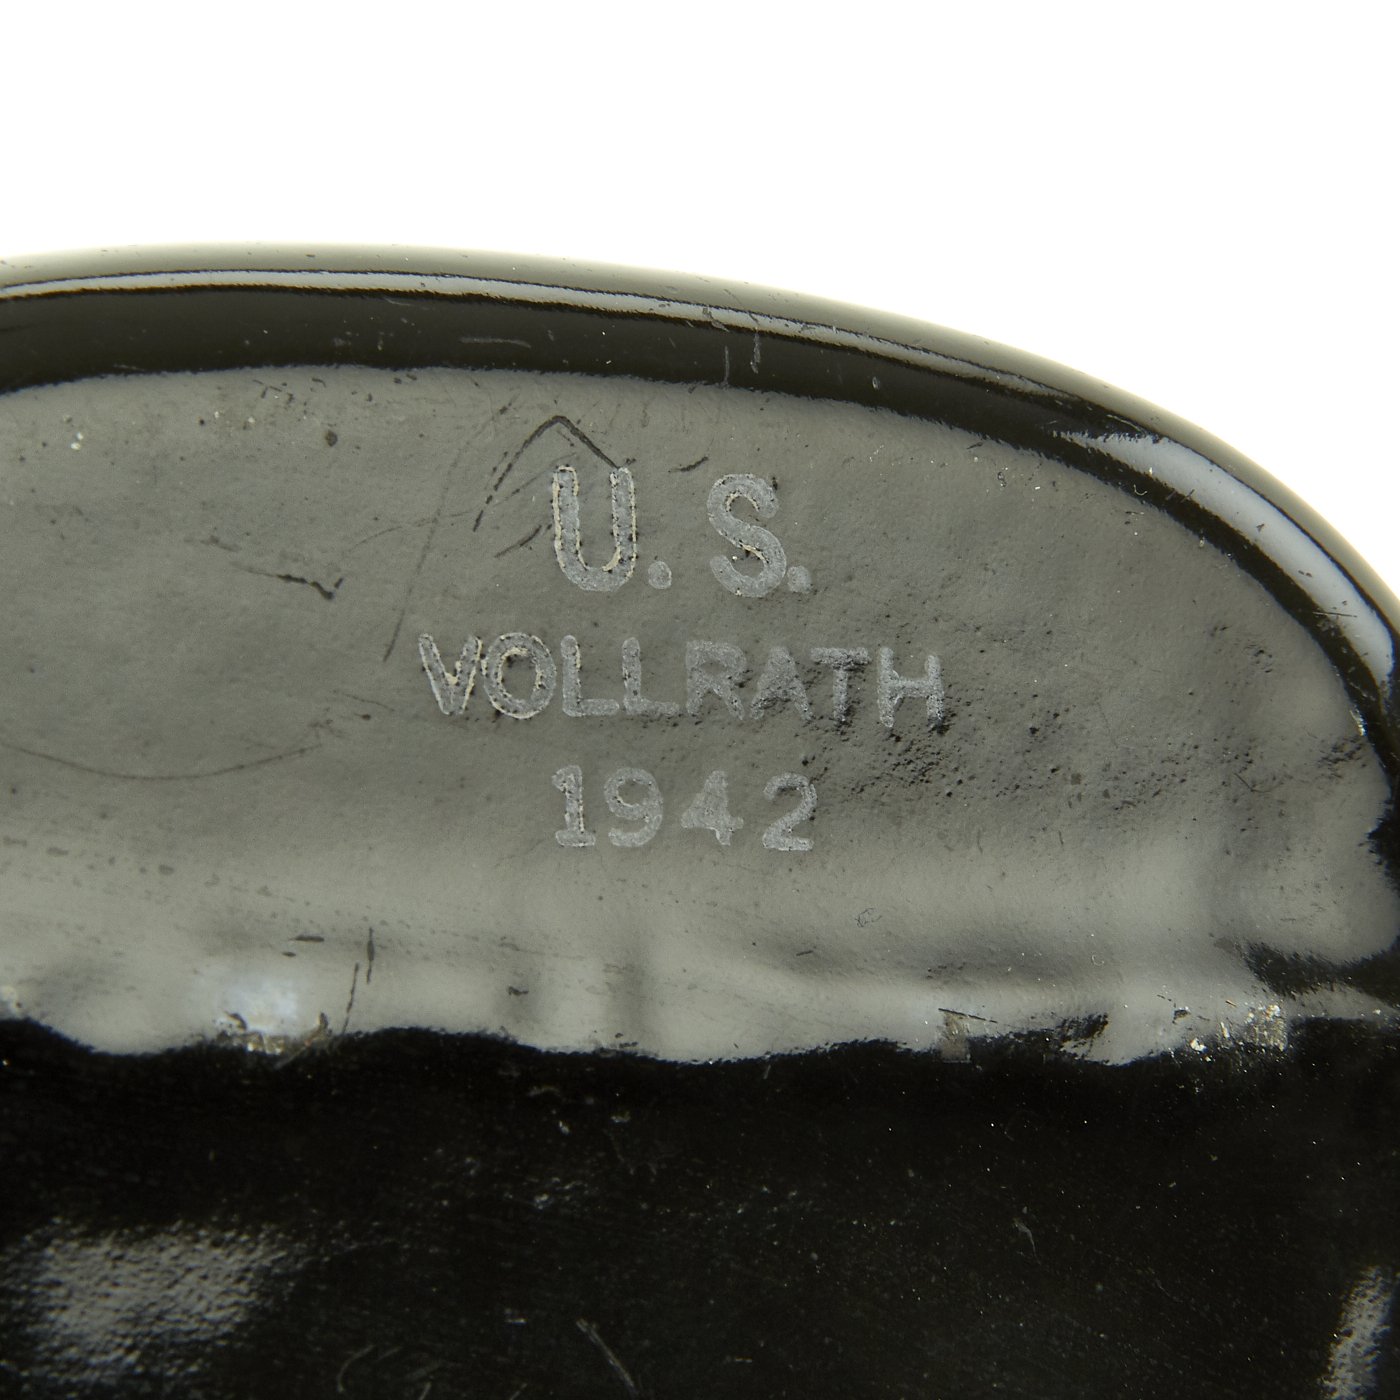 U. S.
VOLLRATH
1942